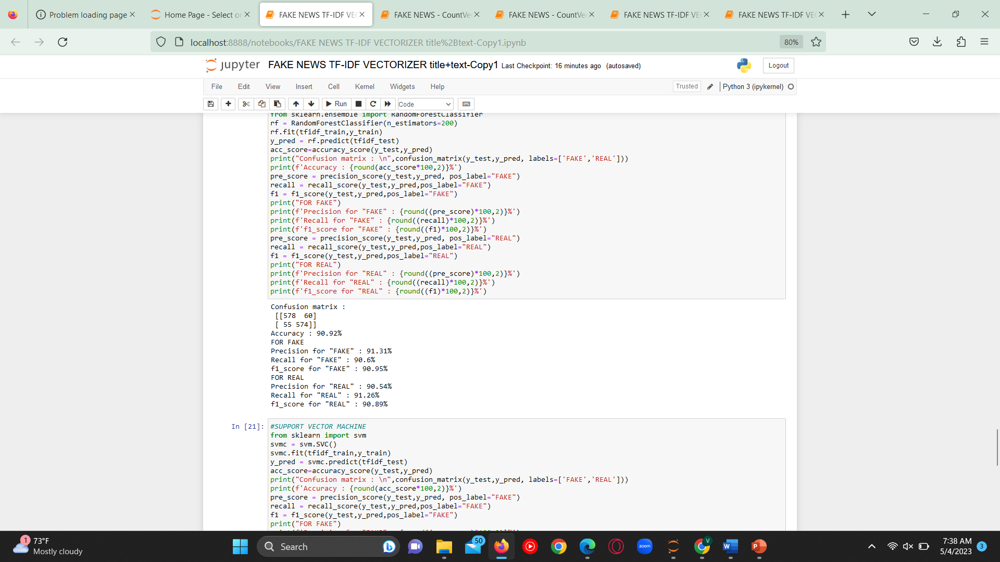 Problem loading page
Home Page - Select or
FAKE NEWS TF-IDF VEC
FAKE NEWS - CountVec
FAKE NEWS - CountVec
FAKE NEWS TF-IDF VEC
FAKE NEWS TF-IDF VEC
localhost:8888/notebooks/FAKE NEWS TF-IDF VECTORIZER title%2Btext-Copy1.ipynb
80%
jupyter FAKE NEWS TF-IDF VECTORIZER title+text-Copy1 Last Checkpoint: 16 minutes ago (autosaved)
Logout
File Edit View Insert Cell Kernel Widgets Help
Trusted
Python 3 (ipykernel)
Run
Code
from sklearn.ensemble import RandomForestClassifier
rf = RandomForestClassifier(n_estimators=200)
rf.fit(tfidf_train,y_train)
y_pred = rf.predict(tfidf_test)
acc_score=accuracy_score(y_test,y_pred)
print("Confusion matrix : \n",confusion_matrix(y_test,y_pred, labels=['FAKE','REAL']))
print(f'Accuracy : {round(acc_score*100,2)}%')
pre_score = precision_score(y_test,y_pred, pos_label="FAKE")
recall = recall_score(y_test,y_pred,pos_label="FAKE")
f1 = f1_score(y_test,y_pred,pos_label="FAKE")
print("FOR FAKE")
print(f'Precision for "FAKE" : {round((pre_score)*100,2)}%')
print(f'Recall for "FAKE" : {round((recall)*100,2)}%')
print(f'f1_score for "FAKE" : {round((f1)*100,2)}%')
pre_score = precision_score(y_test,y_pred, pos_label="REAL")
recall = recall_score(y_test,y_pred,pos_label="REAL")
f1 = f1_score(y_test,y_pred,pos_label="REAL")
print("FOR REAL")
print(f'Precision for "REAL" : {round((pre_score)*100,2)}%')
print(f'Recall for "REAL" : {round((recall)*100,2)}%')
print(f'f1_score for "REAL" : {round((f1)*100,2)}%')
Confusion matrix :
[[578 60]
[ 55 574]]
Accuracy : 90.92%
FOR FAKE
Precision for "FAKE" : 91.31%
Recall for "FAKE" : 90.6%
f1_score for "FAKE" : 90.95%
FOR REAL
Precision for "REAL" : 90.54%
Recall for "REAL" : 91.26%
f1_score for "REAL" : 90.89%
In [21]:
#SUPPORT VECTOR MACHINE
from sklearn import svm
svmc = svm.SVC()
svmc.fit(tfidf_train,y_train)
y_pred = svmc.predict(tfidf_test)
acc_score=accuracy_score(y_test,y_pred)
print("Confusion matrix : \n",confusion_matrix(y_test,y_pred, labels=['FAKE','REAL']))
print(f'Accuracy : {round(acc_score*100,2)}%')
pre_score = precision_score(y_test,y_pred, pos_label="FAKE")
recall = recall_score(y_test,y_pred,pos_label="FAKE")
f1 = f1_score(y_test,y_pred,pos_label="FAKE")
print("FOR FAKE")
1
73°F
Mostly cloudy
Search
50
zoom
V
W
P
7:38 AM
5/4/2023
3